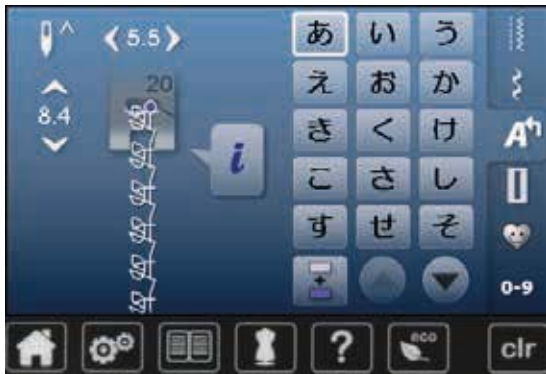 5.5
8.4
20
i
あ い う
え お か
き く け
こ さ し
す せ そ
A
0-9
? eco clr